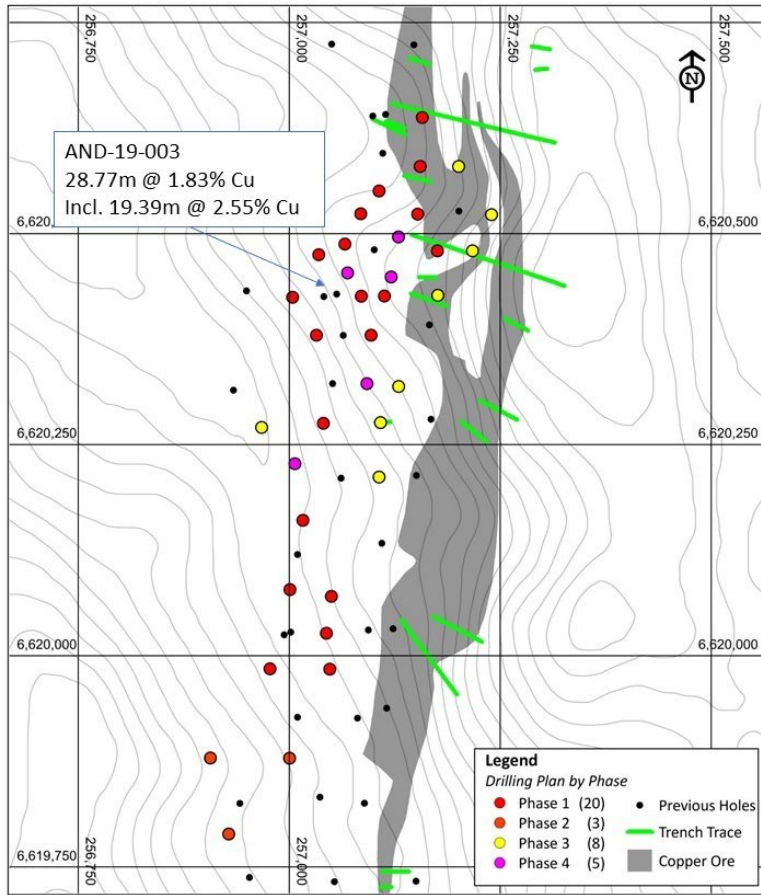 256,750
257,000
257,250
257,500
N
AND-19-003
28.77m @ 1.83% Cu
Incl. 19.39m @ 2.55% Cu
6,620,
6,620,500
6,620,250
6,620,250
6,620,000
6,620,000
Legend
Drilling Plan by Phase
Phase 1 (20)
Phase 2 (3)
Phase 3 (8)
Phase 4 (5)
Previous Holes
Trench Trace
Copper Ore
6,619,750
256,750
257,000